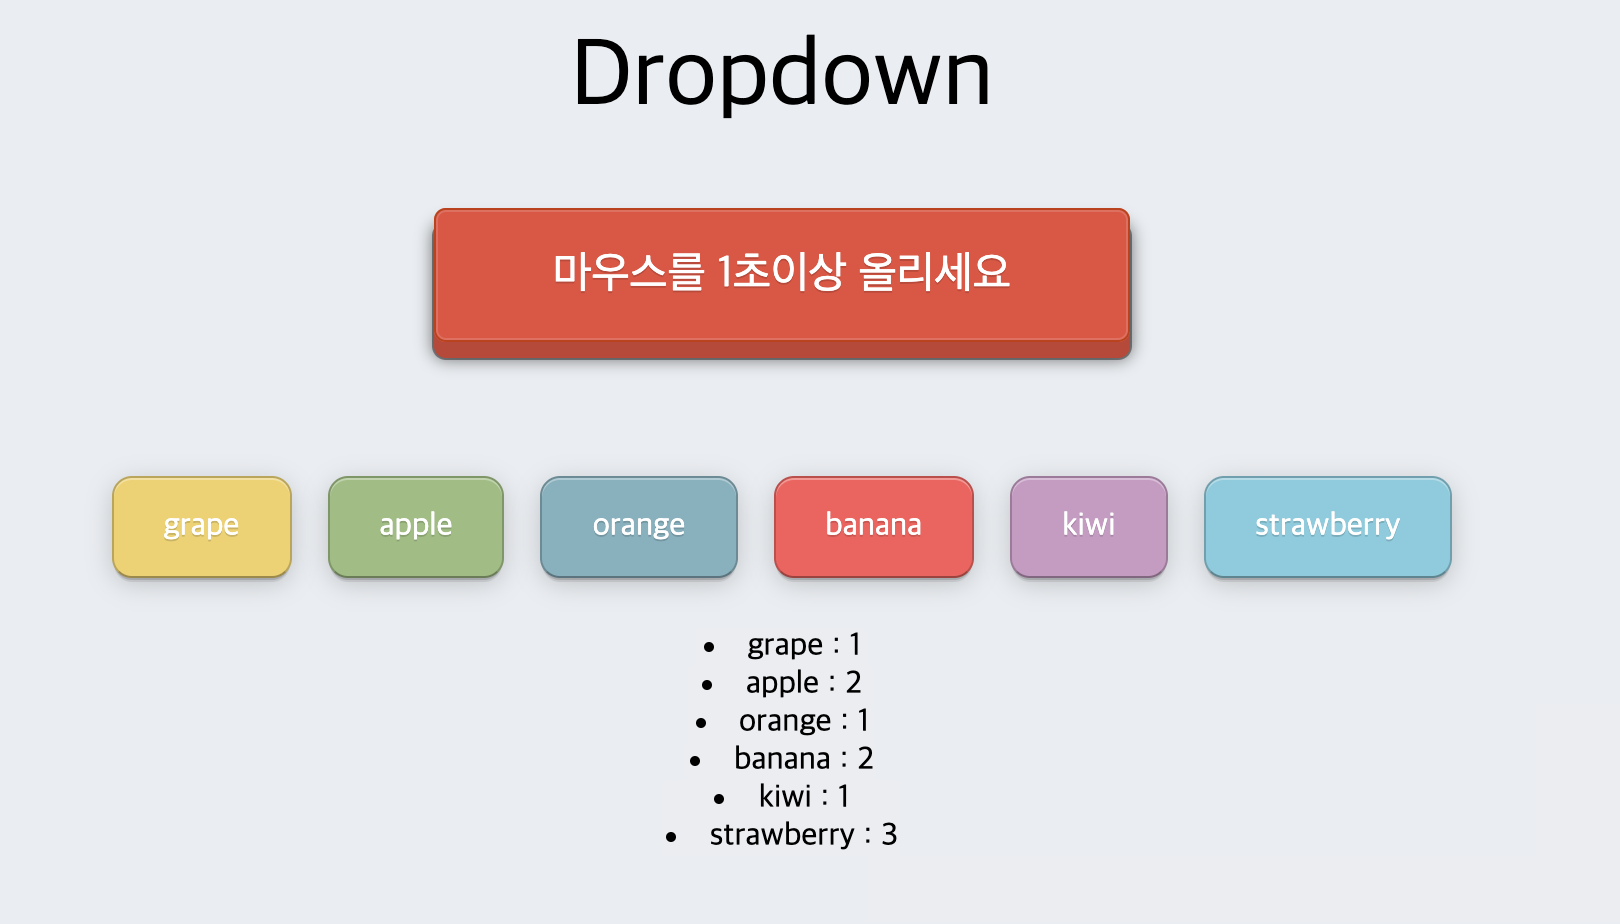 Dropdown
마우스를 1초이상 올리세요
grape apple orange banana kiwi strawberry
• grape : 1
• apple : 2
• orange : 1
• banana : 2
• kiwi : 1
• strawberry : 3